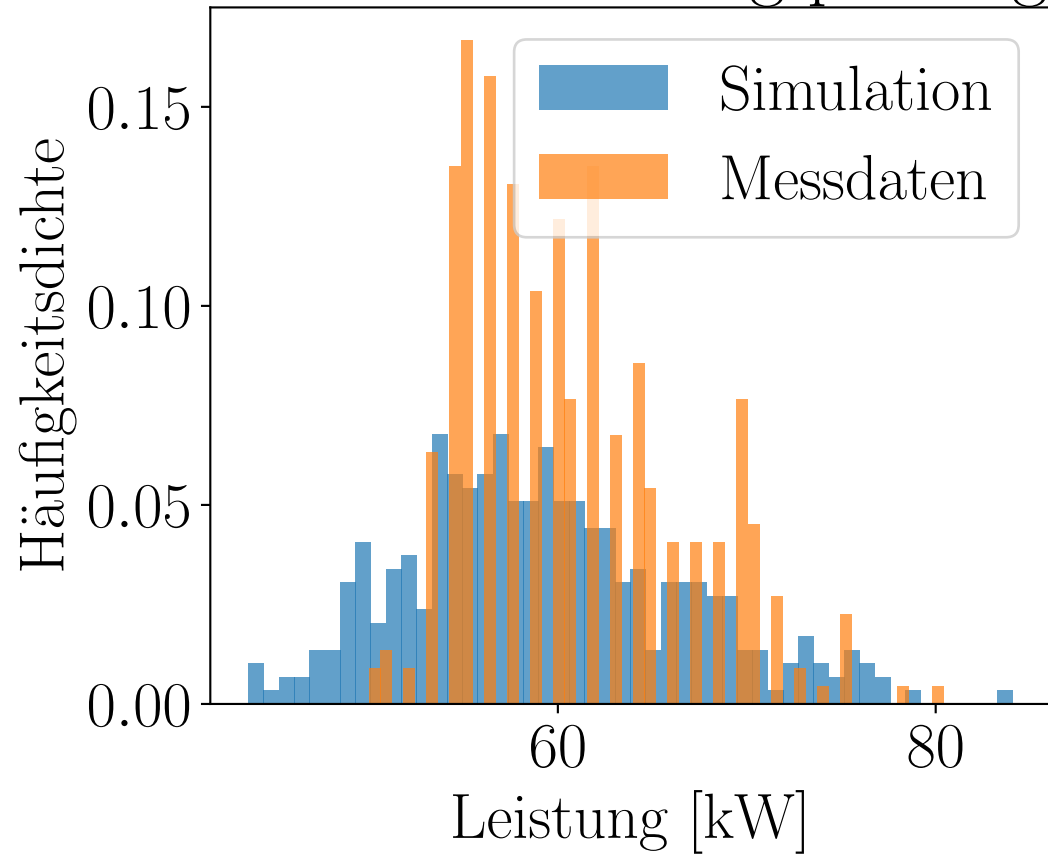 Simulation
Messdaten
Häufigkeitsdichte
0.15
0.10
0.05
0.00
60 80
Leistung [kW]